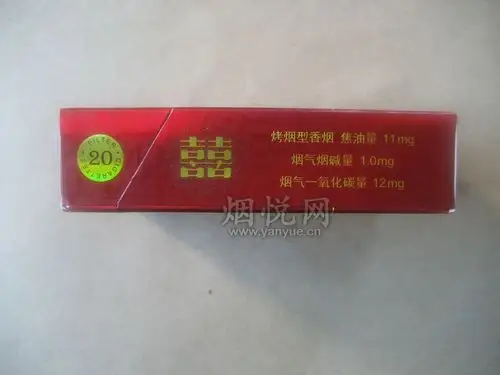 FILTER
20
CIGARETTES
囍
烤烟型香烟 焦油量 11mg
烟气烟碱量 1.0mg
烟气一氧化碳量 12mg
烟悦网
www.yanyue.cn